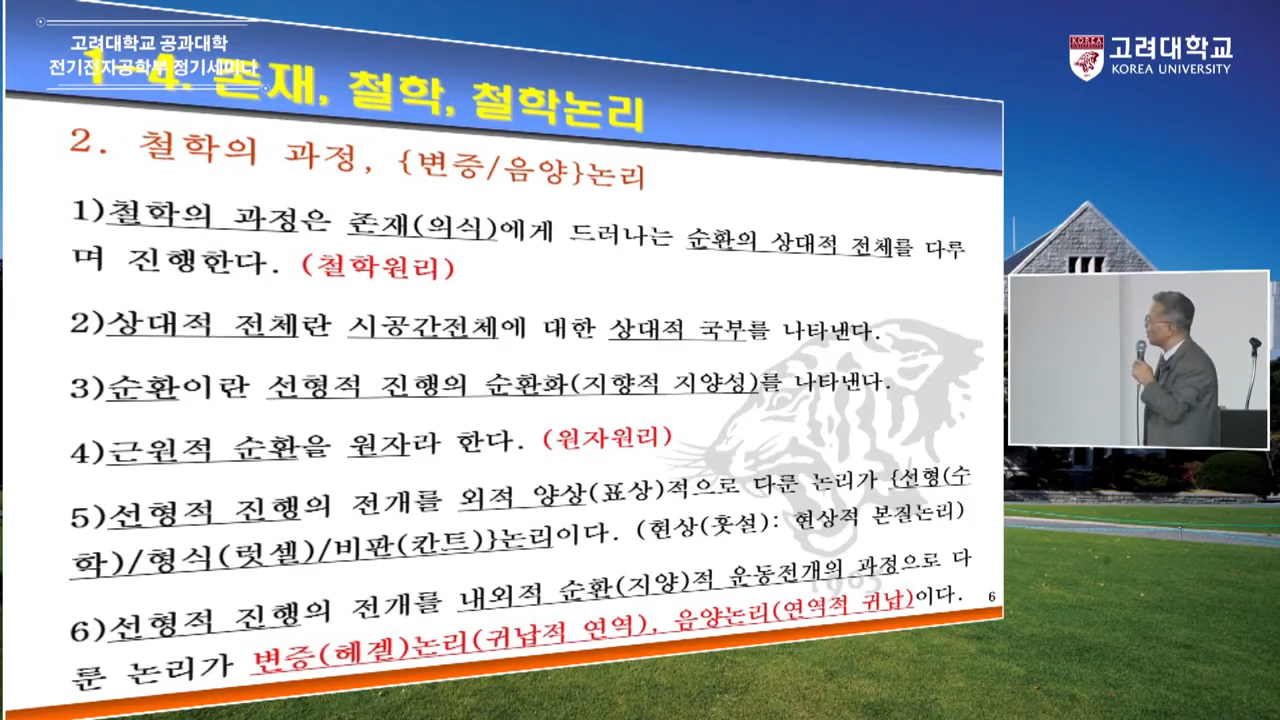 고려대학교 공과대학
전기전자공학부 정기세미나
KOREA
고려대학교
KOREA UNIVERSITY
1-4. 존재, 철학, 철학논리
2. 철학의 과정, {변증/음양}논리
1)철학의 과정은 존재(의식)에게 드러나는 순환의 상대적 전체를 다루
며 진행한다. (철학원리)
2)상대적 전체란 시공간전체에 대한 상대적 국부를 나타낸다.
3)순환이란 선형적 진행의 순환화(지향적 지양성)를 나타낸다.
4)근원적 순환을 원자라 한다. (원자원리)
5)선형적 진행의 전개를 외적 양상(표상)적으로 다룬 논리가 {선형(수
학)/형식(럿셀)/비판(칸트)}논리이다. (현상(훗설): 현상적 본질논리)
6)선형적 진행의 전개를 내외적 순환(지양)적 운동전개의 과정으로 다
룬 논리가 변증(헤겔)논리(귀납적 연역), 음양논리(연역적 귀납)이다.
1905
6